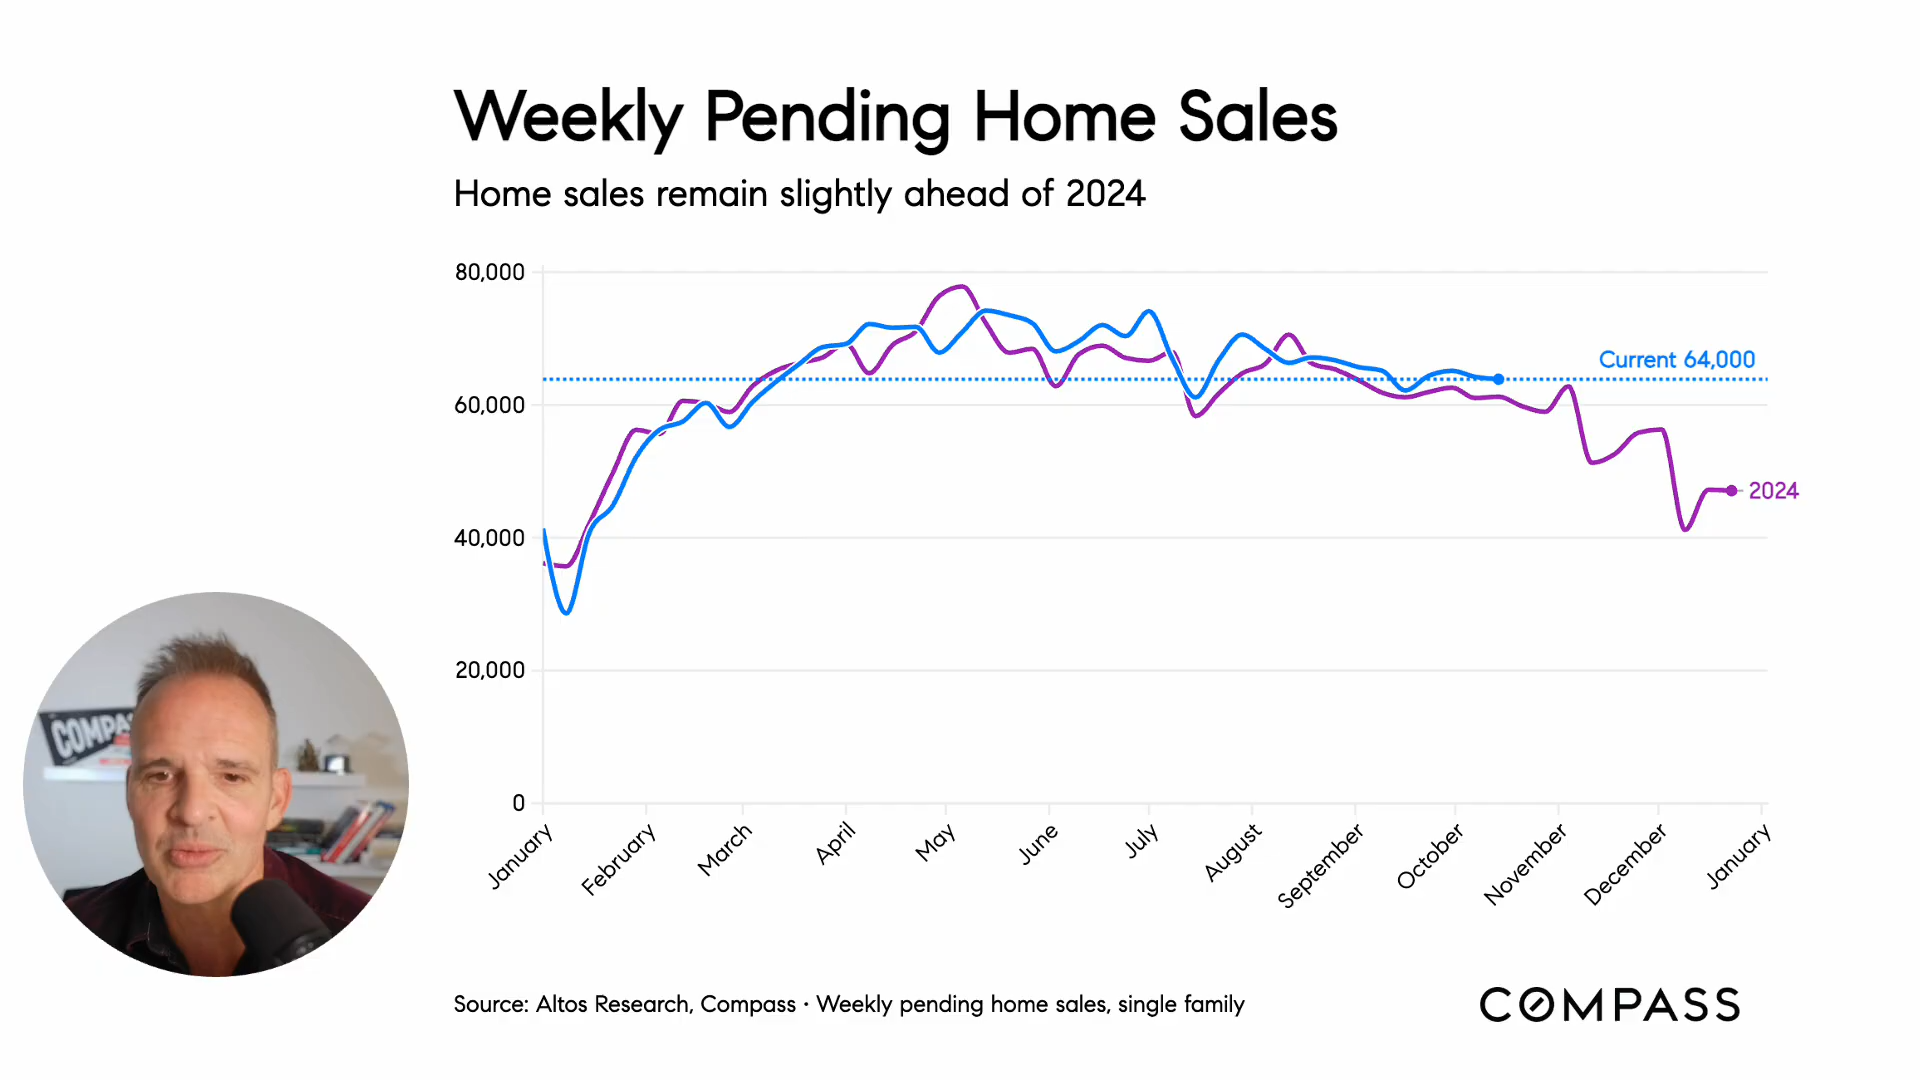 Weekly Pending Home Sales
Home sales remain slightly ahead of 2024
80,000
60,000
40,000
20,000
0
Current 64,000
2024
January
February
March
April
May
June
July
August
September
October
November
December
January
COMPA
Source: Altos Research, Compass · Weekly pending home sales, single family
COMPASS